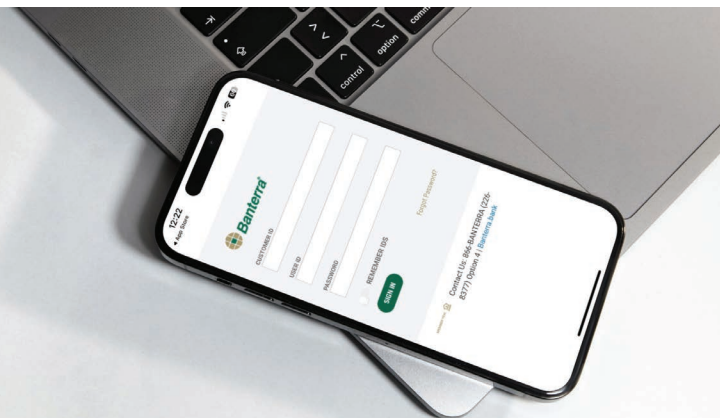 comm
option
control
12:22
◀ App Store
Banterra
CUSTOMER ID
USER ID
PASSWORD
REMEMBER IDS
SIGN IN
Forgot Password?
Contact Us: 866-BANTERRA (226-
8377) Option 4 | Banterra.bank